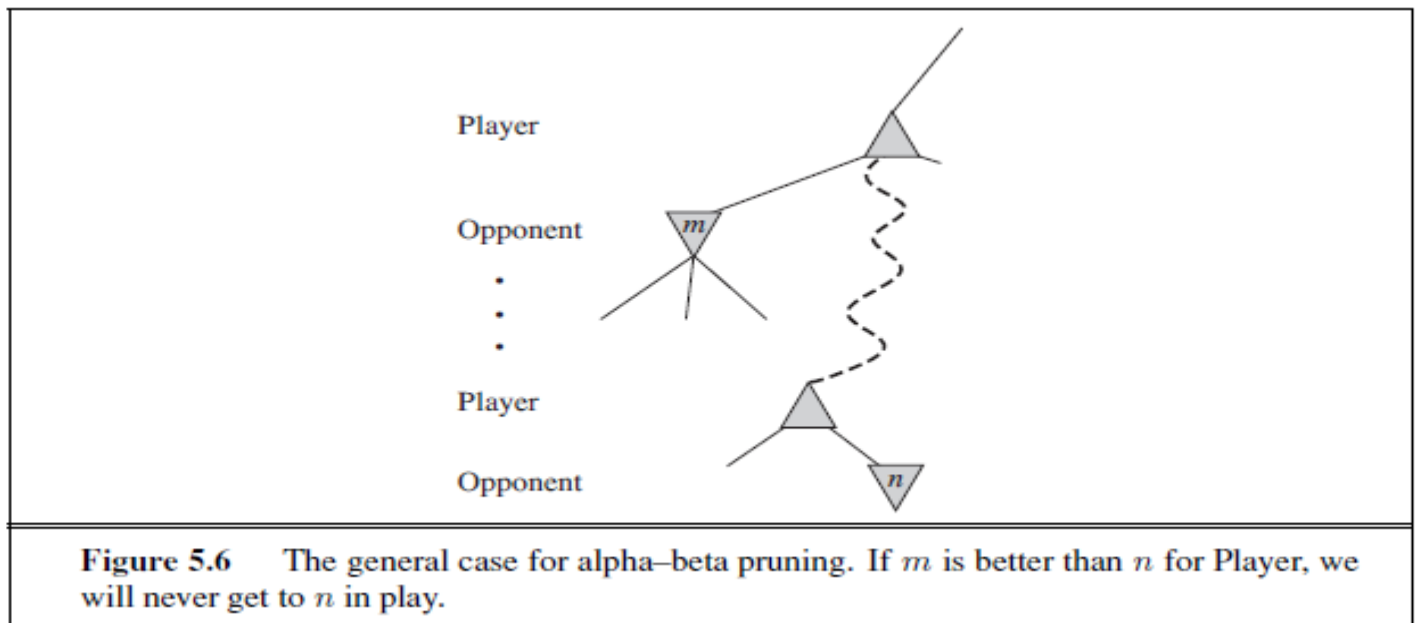 Player
m
Opponent
Player
n
Opponent
Figure 5.6 The general case for alpha–beta pruning. If m is better than n for Player, we
will never get to n in play.